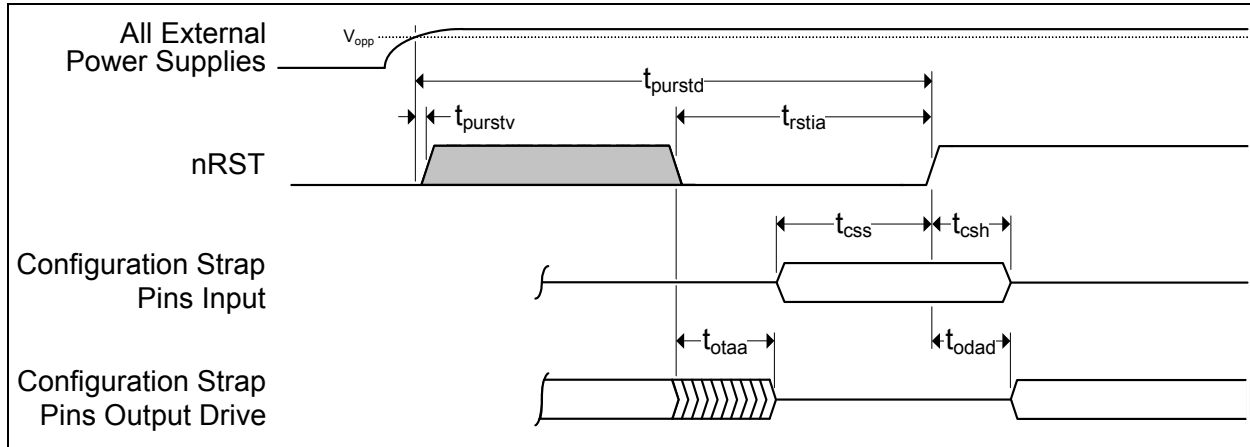 All External
Power Supplies
Vopp
tpurstd
tpurstv
trstia
nRST
tcss
tcsh
Configuration Strap
Pins Input
totaa
todad
Configuration Strap
Pins Output Drive